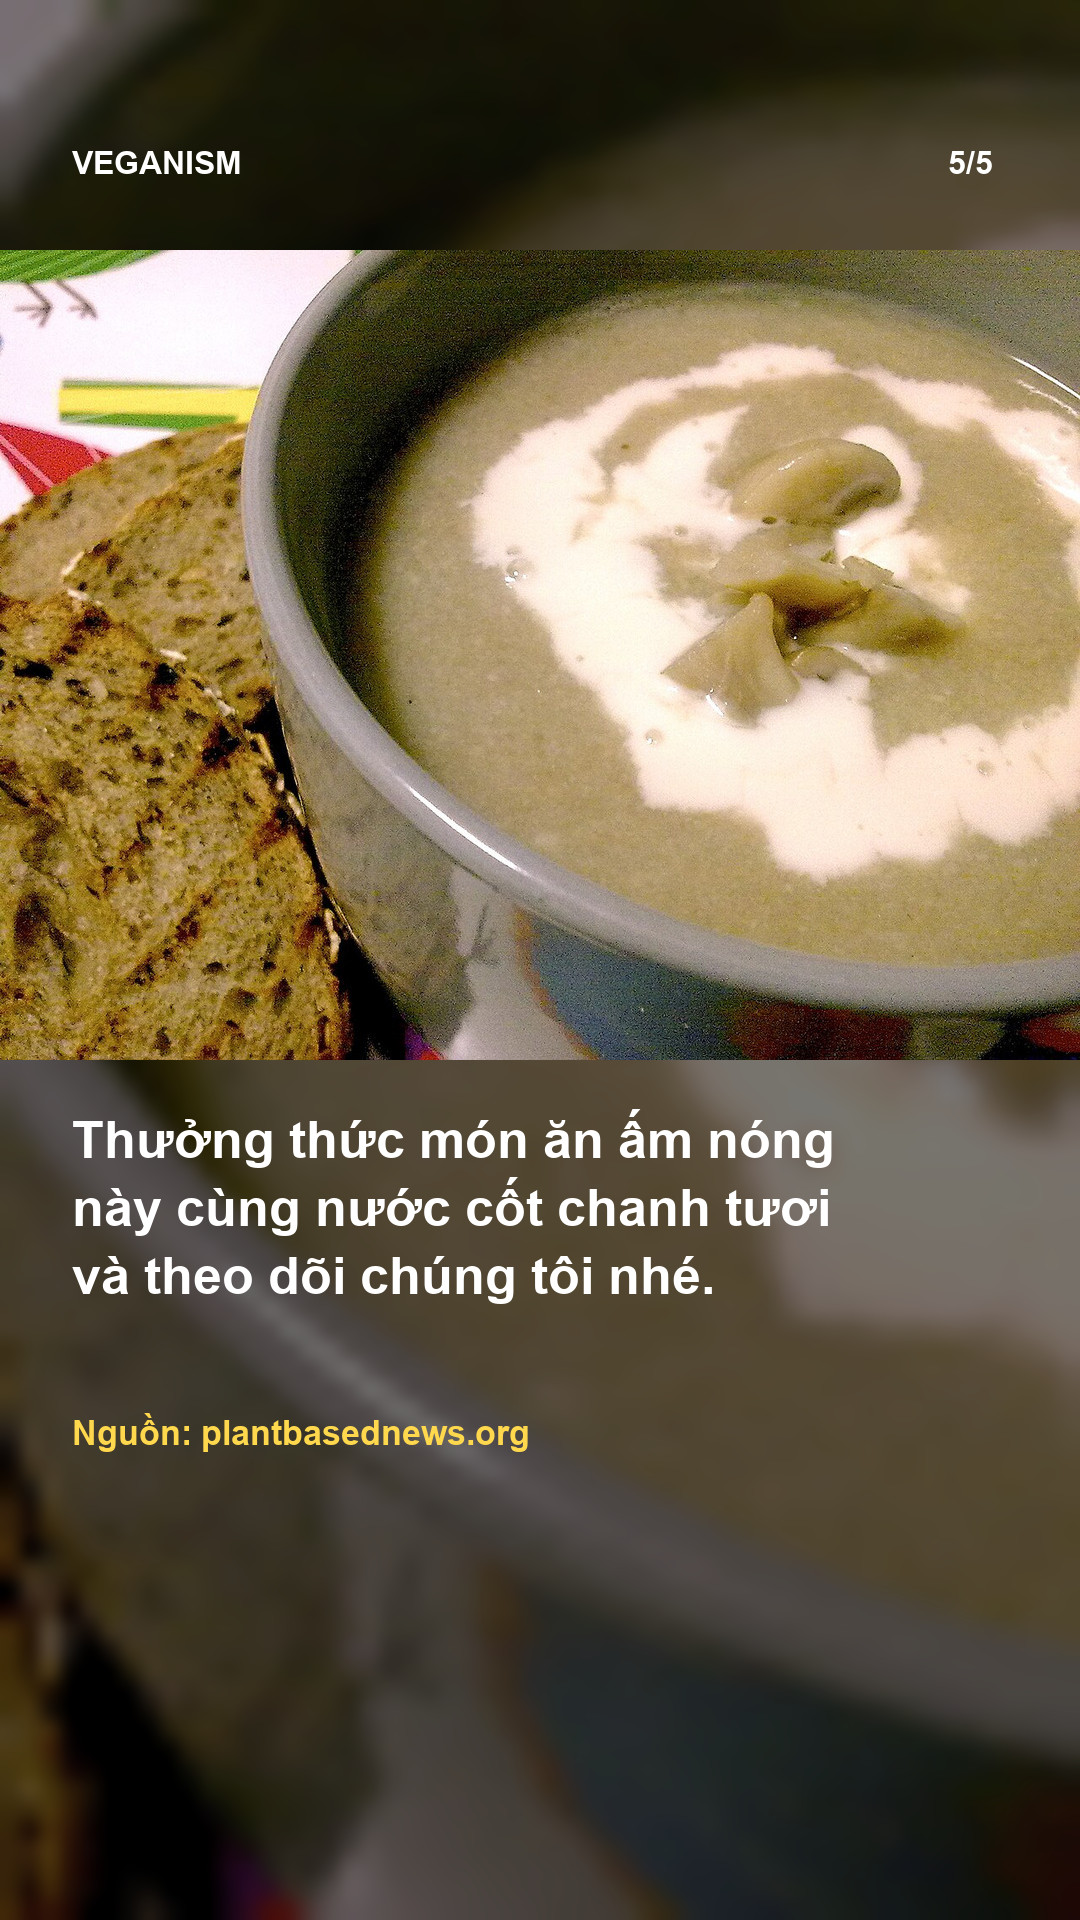 VEGANISM
5/5
Thưởng thức món ăn ấm nóng
này cùng nước cốt chanh tươi
và theo dõi chúng tôi nhé.
Nguồn: plantbasednews.org